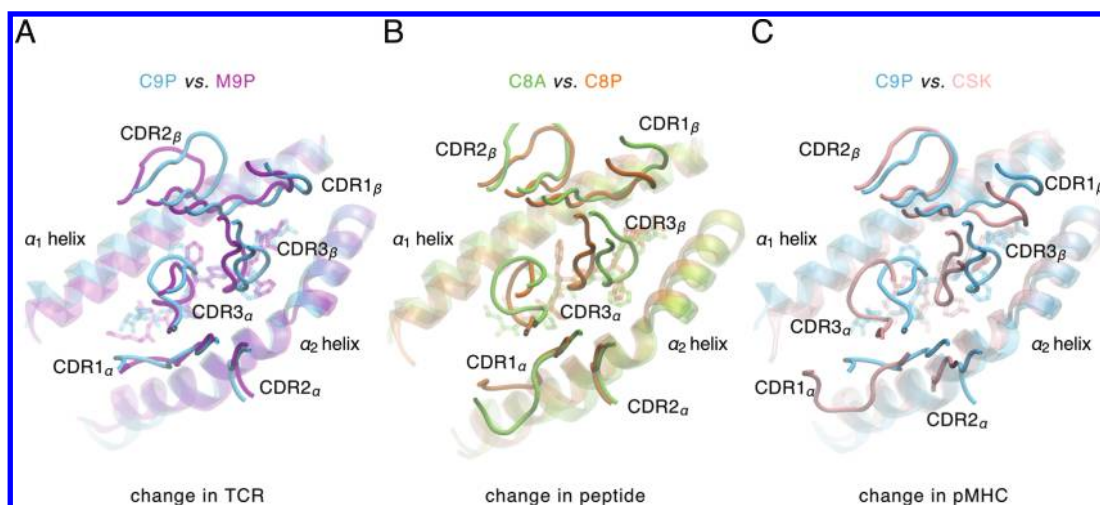 A
B
C
C9P vs. M9P
C8A vs. C8P
C9P vs. CSK
CDR2β
CDR1β
α1 helix
CDR3β
CDR3α
CDR1α
α2 helix
CDR2α
CDR2β
CDR1β
α1 helix
CDR3β
CDR3α
CDR1α
α2 helix
CDR2α
CDR2β
CDR1β
α1 helix
CDR3β
CDR3α
α2 helix
CDR1α
CDR2α
change in TCR
change in peptide
change in pMHC